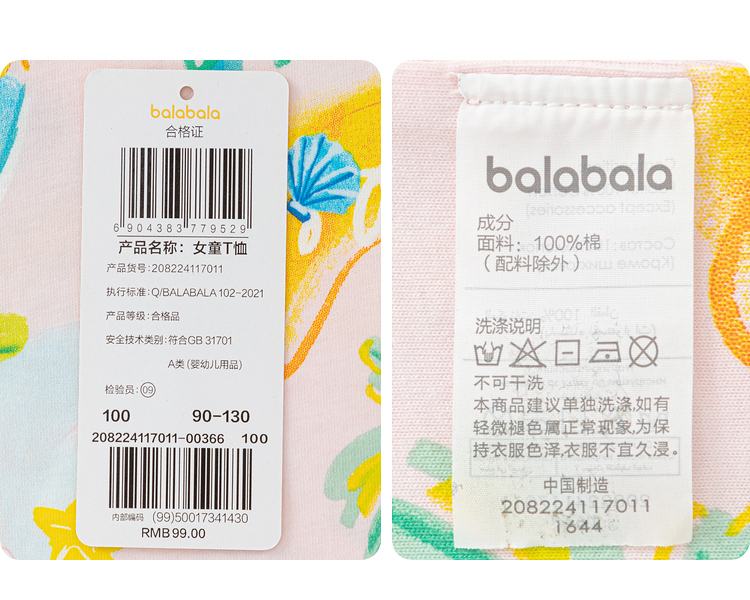 balabala
合格证
6 904383 779529
产品名称：女童T恤
产品货号:208224117011
执行标准:Q/BALABALA 102-2021
产品等级:合格品
安全技术类别:符合GB 31701
A类 (婴幼儿用品)
检验员:09
100 90-130
208224117011-00366 100
内部编码 (99)50017341430
RMB99.00
balabala
成分
面料：100%棉
（配料除外）
洗涤说明
不可干洗
本商品建议单独洗涤,如有
轻微褪色属正常现象,为保
持衣服色泽,衣服不宜久浸。
中国制造
208224117011
1644
(Except accessories)